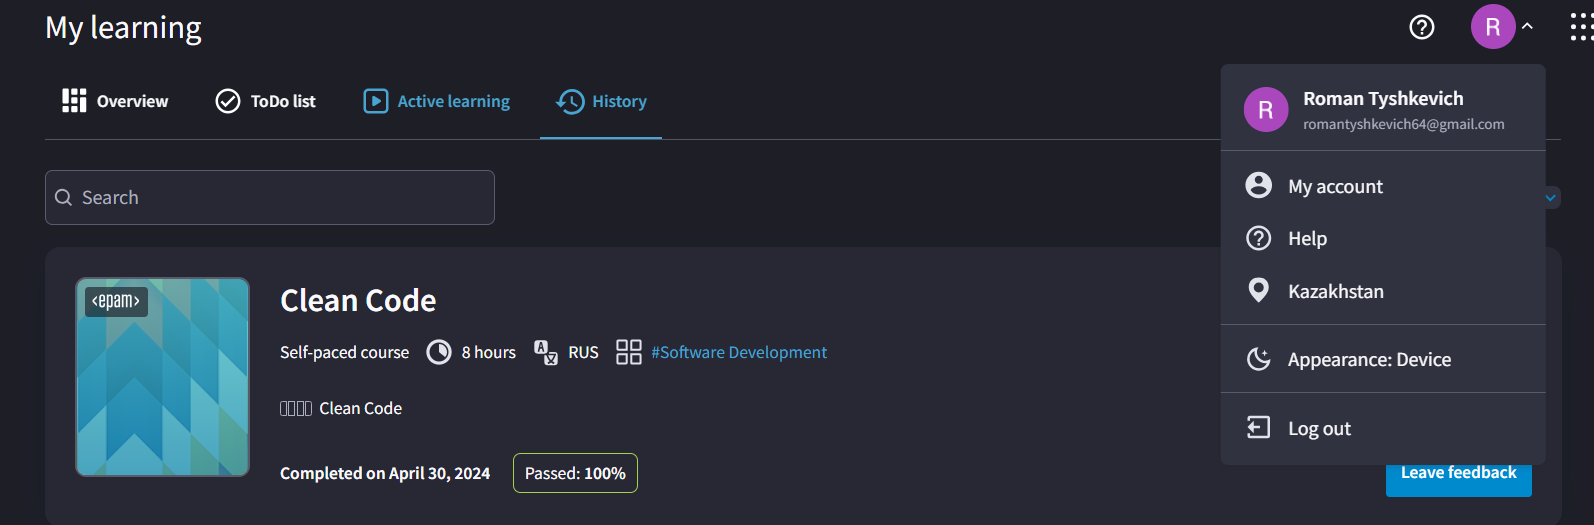 My learning
R
Overview
ToDo list
Active learning
History
R
Roman Tyshkevich
romantyshkevich64@gmail.com
My account
Help
Kazakhstan
Appearance: Device
Log out
Search
<epam>
Clean Code
Self-paced course
8 hours
RUS
#Software Development
Clean Code
Completed on April 30, 2024
Passed: 100%
Leave feedback